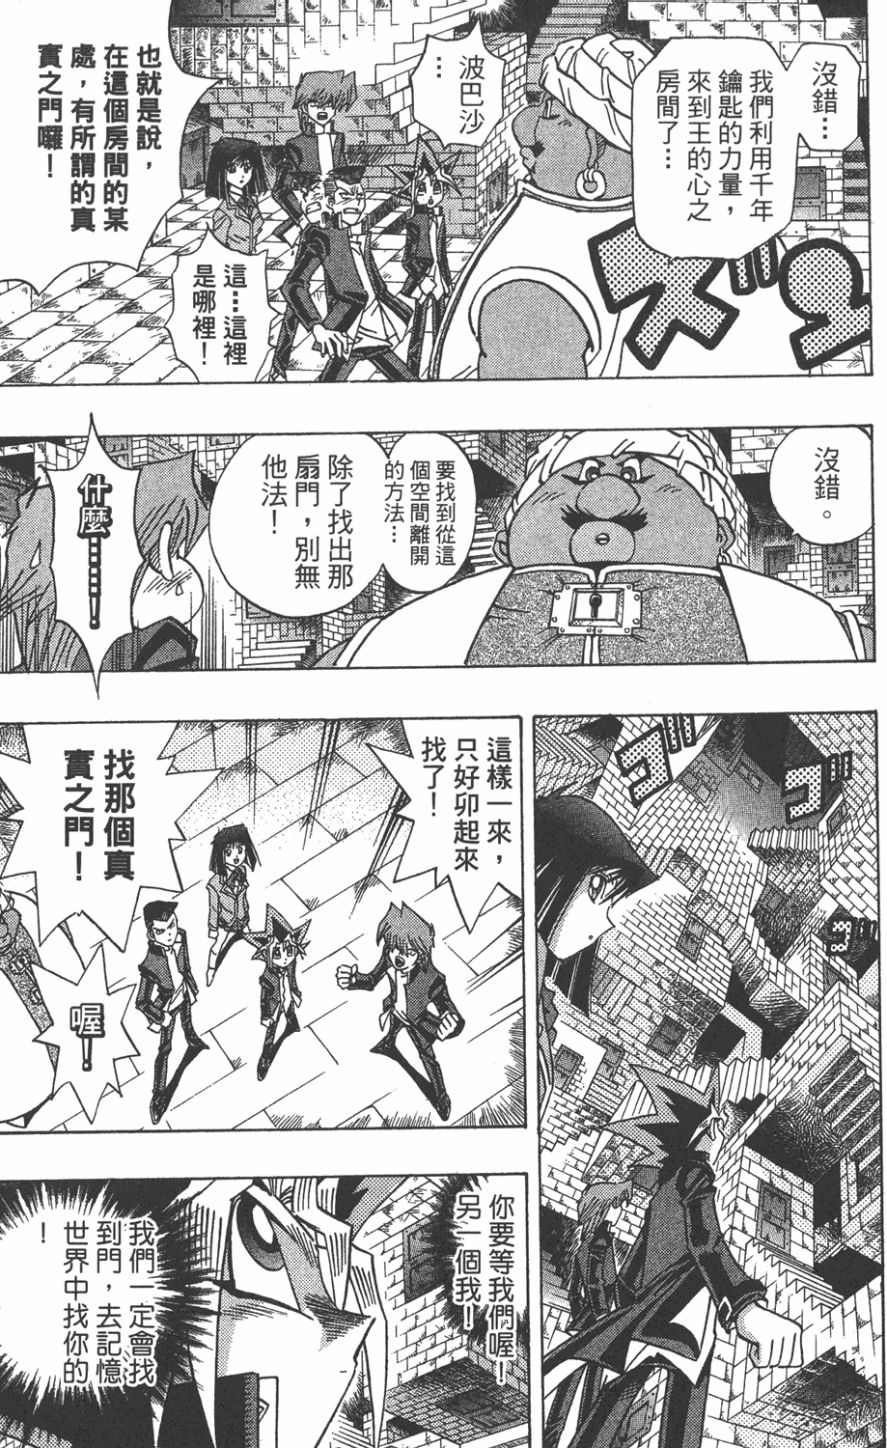 沒錯…
我們利用千年
鑰匙的力量，
來到王的心之
房間了…
波巴沙
…
這…這裡
是哪裡！
也就是說，
在這個房間的某
處，有所謂的真
實之門囉！
ズズ
沒錯。
要找到從這
個空間離開
的方法…
除了找出那
扇門，別無
他法！
什麼……！
ゴゴゴ
這樣一來，
只好卯起來
找了！
找那個真
實之門！
喔！
你要等我們喔！
另一個我！
我們一定會找
到門，去記憶
世界中找你的
！